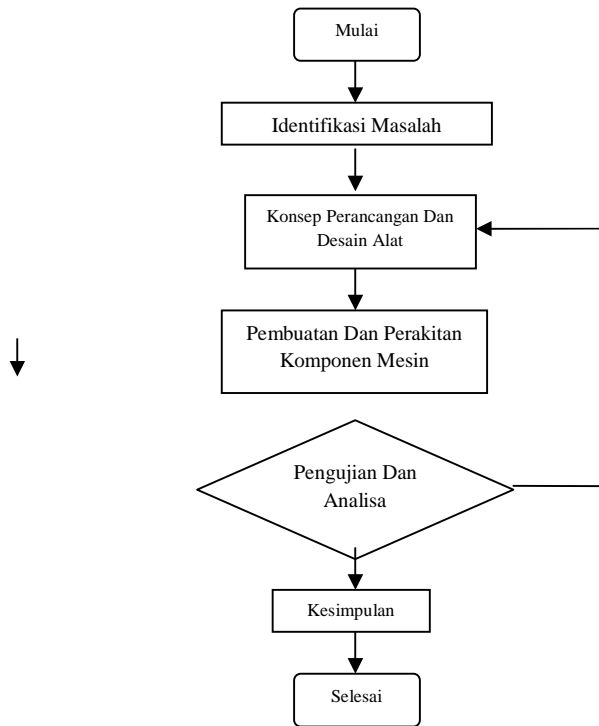 Mulai
Identifikasi Masalah
Konsep Perancangan Dan
Desain Alat
Pembuatan Dan Perakitan
Komponen Mesin
Pengujian Dan
Analisa
Kesimpulan
Selesai